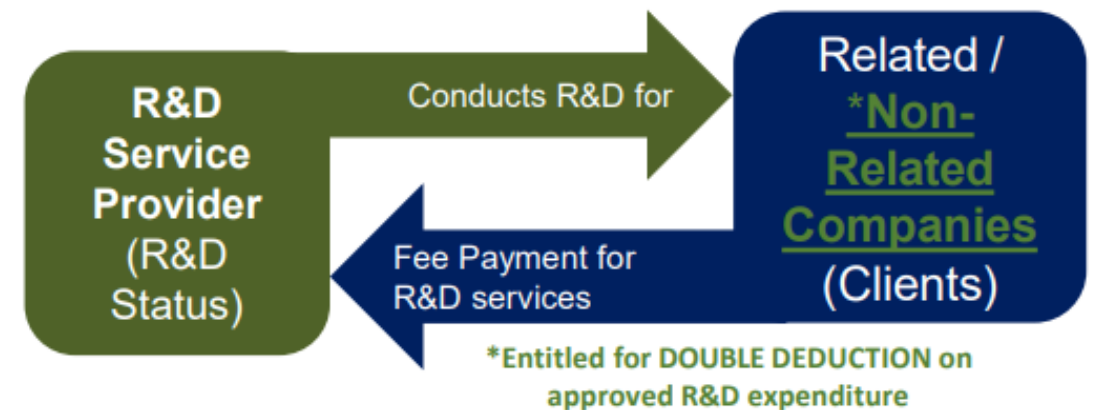 R&D
Service
Provider
(R&D
Status)
Conducts R&D for
Fee Payment for
R&D services
Related /
*Non-
Related
Companies
(Clients)
*Entitled for DOUBLE DEDUCTION on
approved R&D expenditure